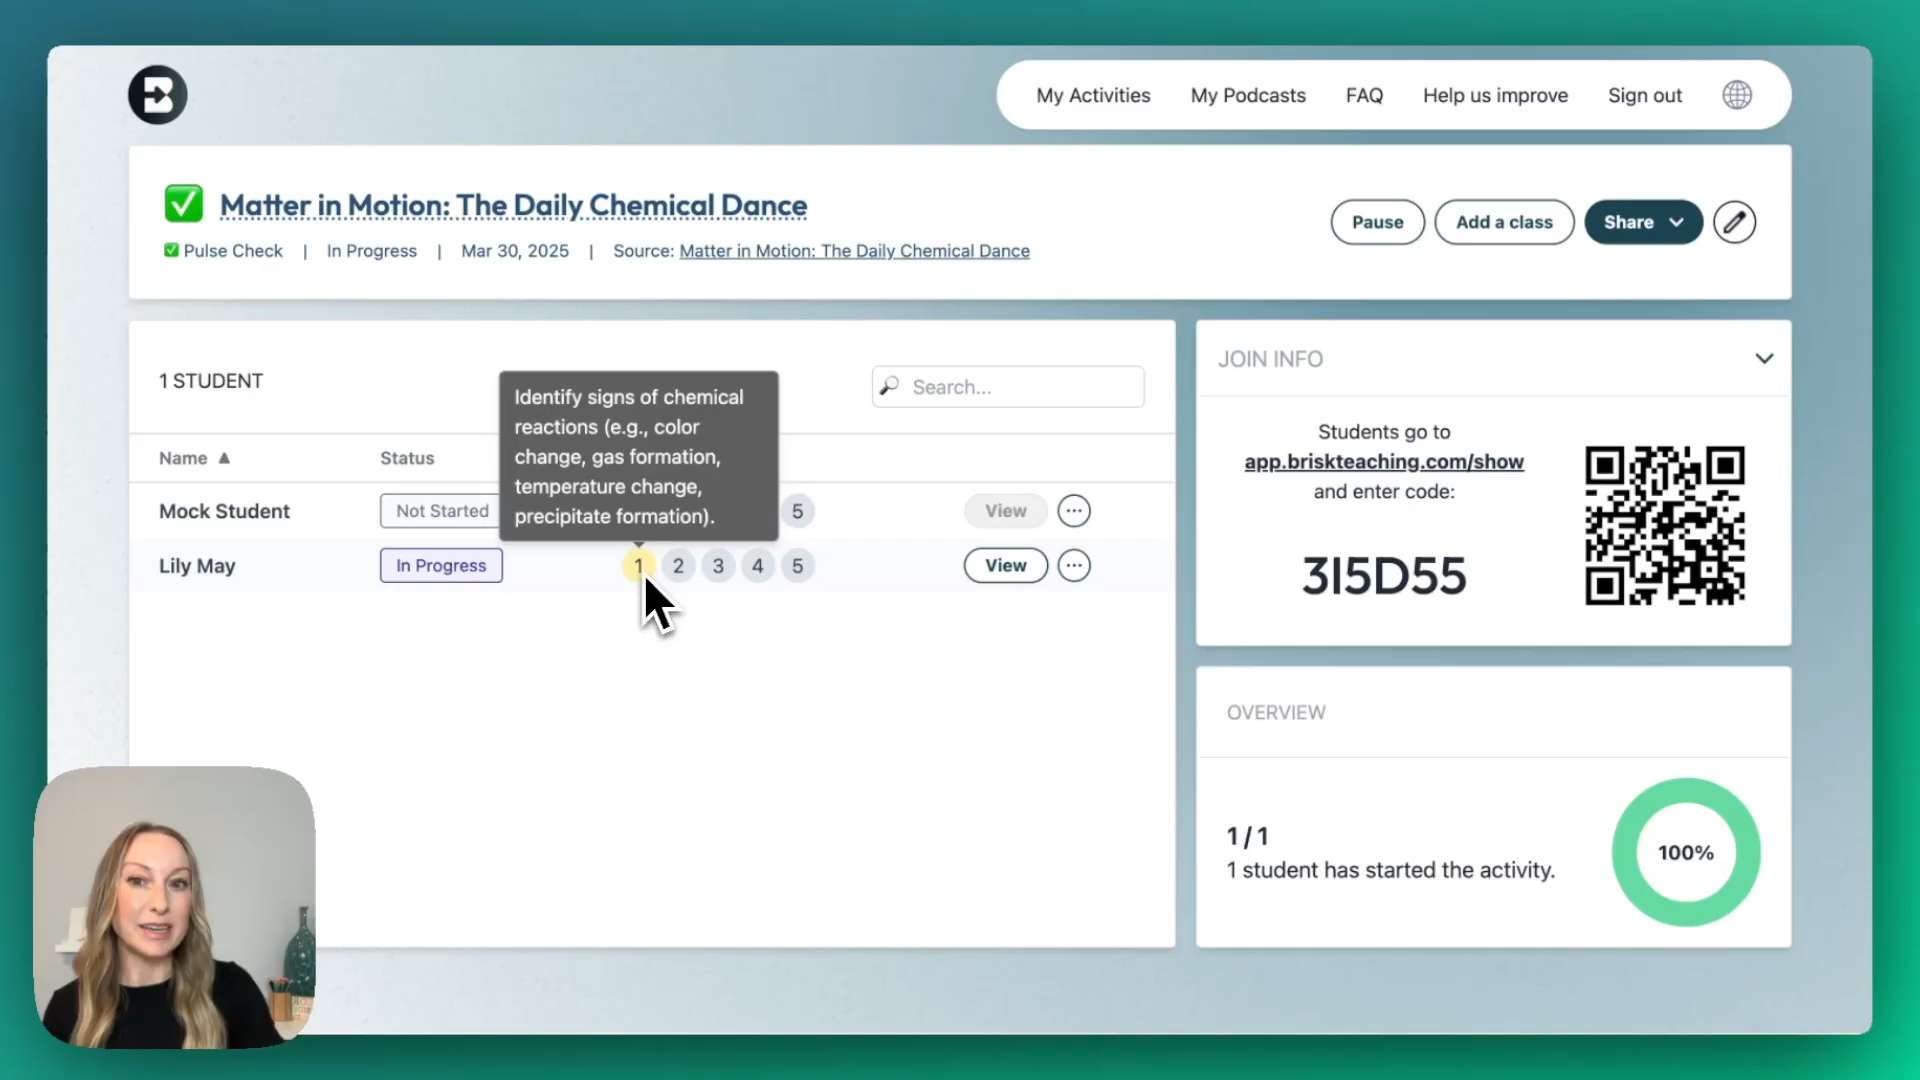 My Activities My Podcasts FAQ Help us improve Sign out
Matter in Motion: The Daily Chemical Dance
Pulse Check | In Progress | Mar 30, 2025 | Source: Matter in Motion: The Daily Chemical Dance
Pause Add a class Share
1 STUDENT
Search...
Name Status
Identify signs of chemical
reactions (e.g., color
change, gas formation,
temperature change,
precipitate formation).
Mock Student Not Started 5 View
Lily May In Progress 1 2 3 4 5 View
JOIN INFO
Students go to
app.briskteaching.com/show
and enter code:
3I5D55
OVERVIEW
1 / 1
1 student has started the activity.
100%